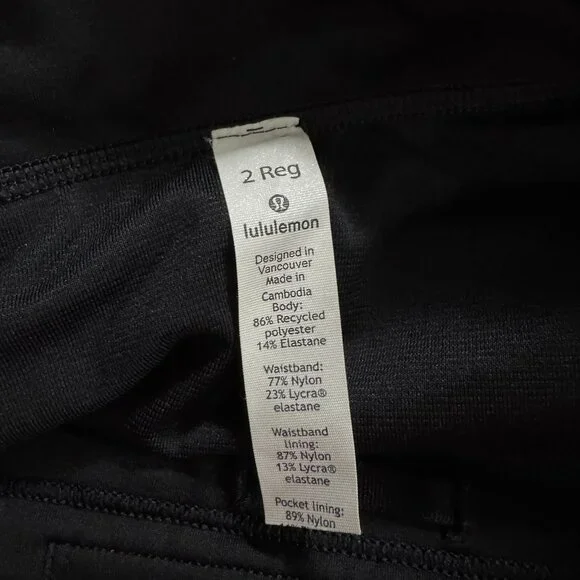 2 Reg
lululemon
Designed in
Vancouver
Made in
Cambodia
Body:
86% Recycled
polyester
14% Elastane
Waistband:
77% Nylon
23% Lycra®
elastane
Waistband
lining:
87% Nylon
13% Lycra®
elastane
Pocket lining:
89% Nylon